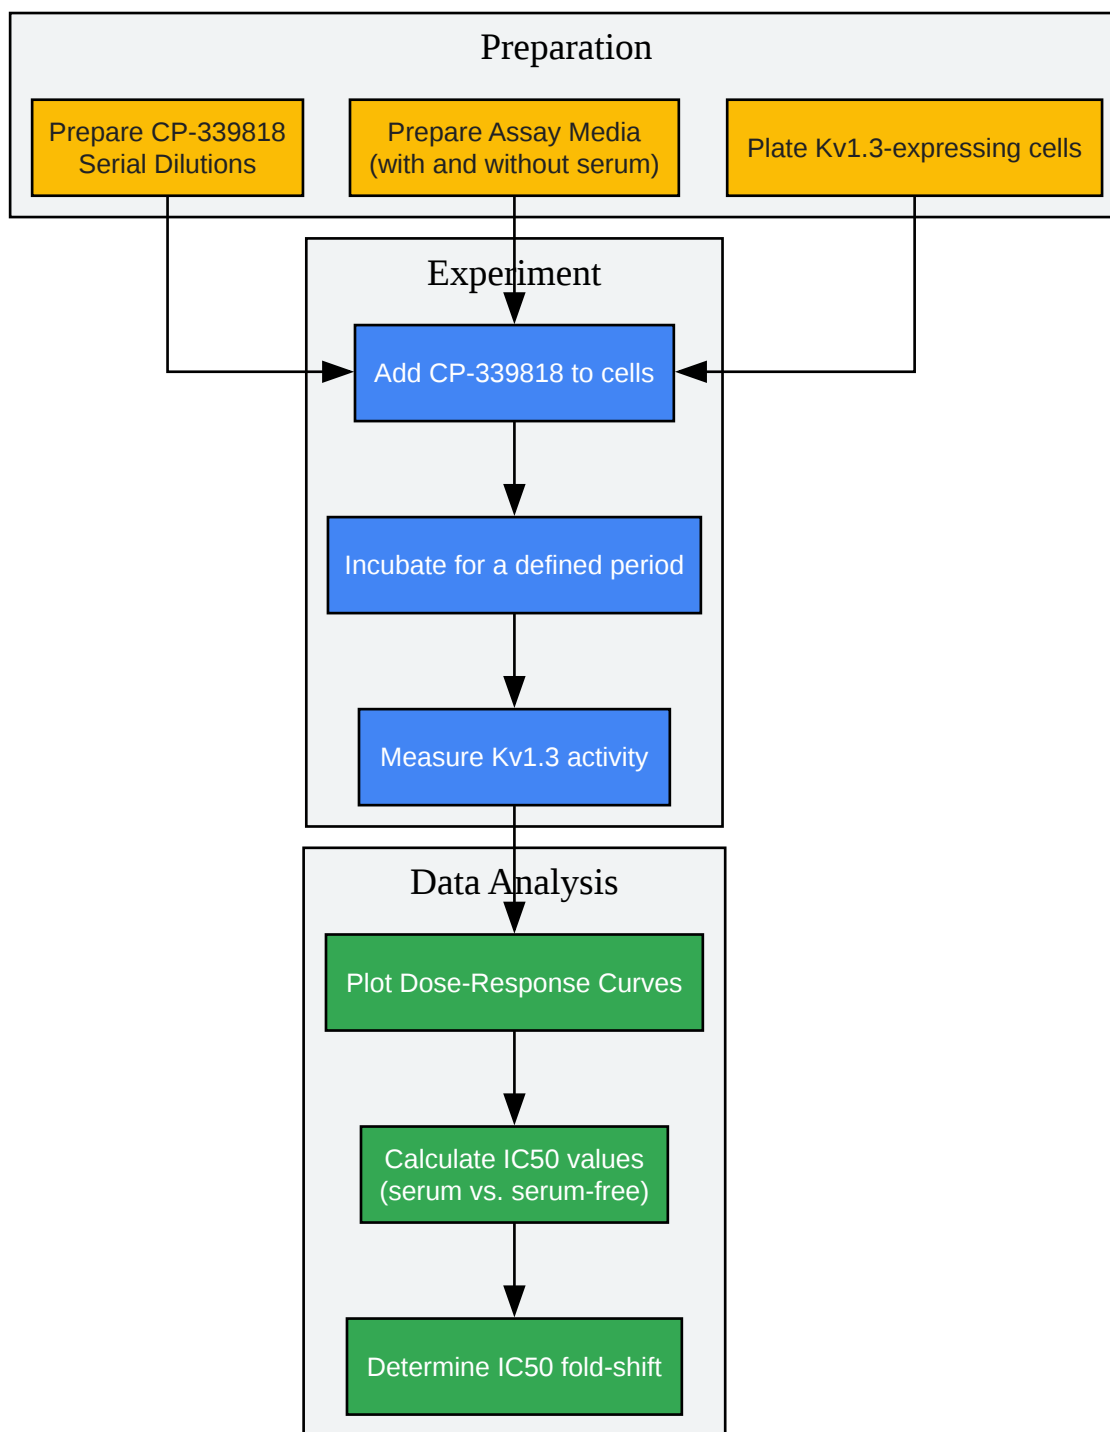 Preparation
Prepare CP-339818
Serial Dilutions
Prepare Assay Media
(with and without serum)
Plate Kv1.3-expressing cells
Experiment
Add CP-339818 to cells
Incubate for a defined period
Measure Kv1.3 activity
Data Analysis
Plot Dose-Response Curves
Calculate IC50 values
(serum vs. serum-free)
Determine IC50 fold-shift